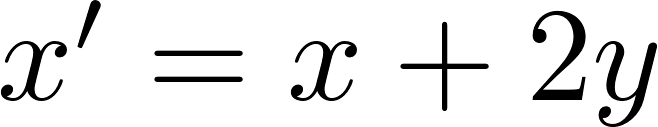 x′ = x + 2y